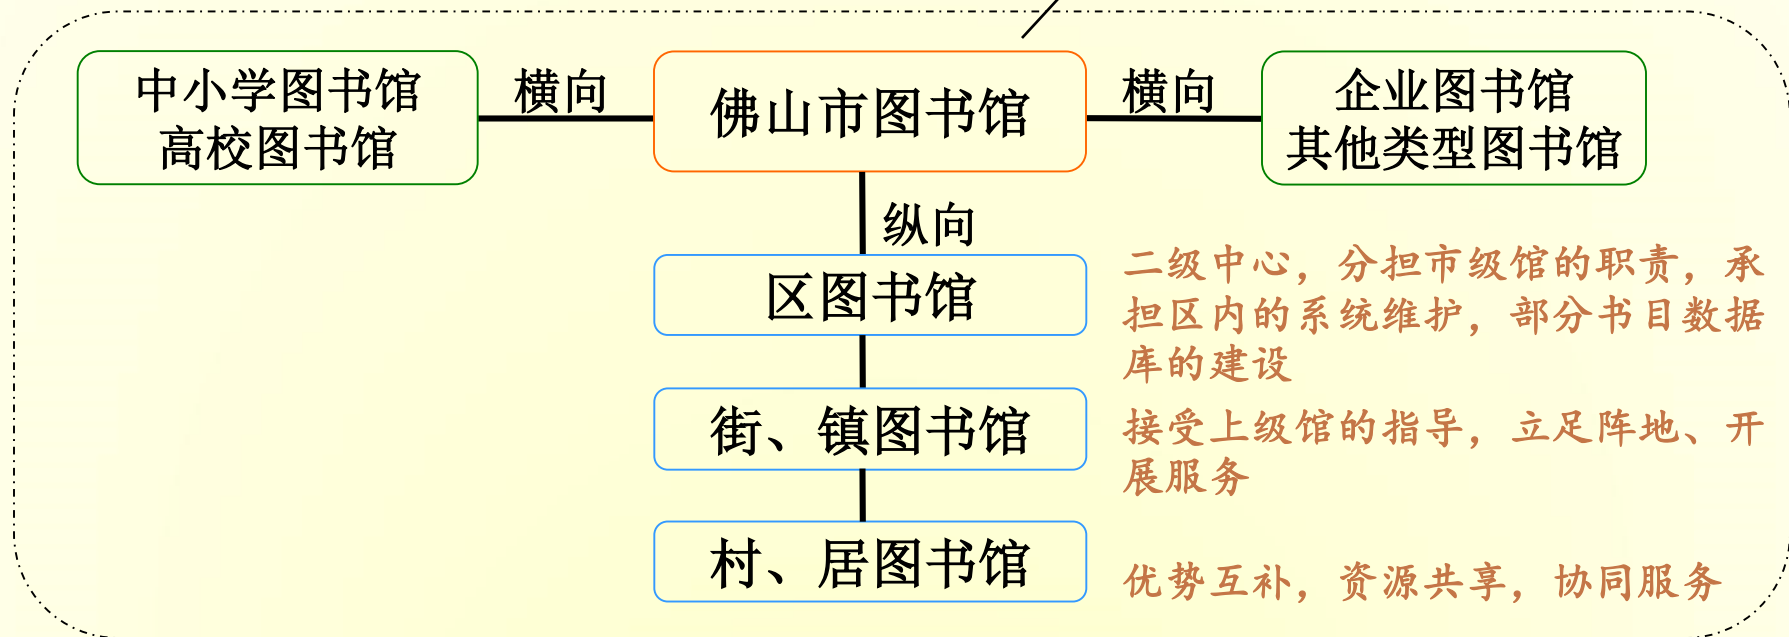 中小学图书馆
高校图书馆
横向
佛山市图书馆
横向
企业图书馆
其他类型图书馆
纵向
区图书馆
二级中心，分担市级馆的职责，承
担区内的系统维护，部分书目数据
库的建设
街、镇图书馆
接受上级馆的指导，立足阵地、开
展服务
村、居图书馆
优势互补，资源共享，协同服务